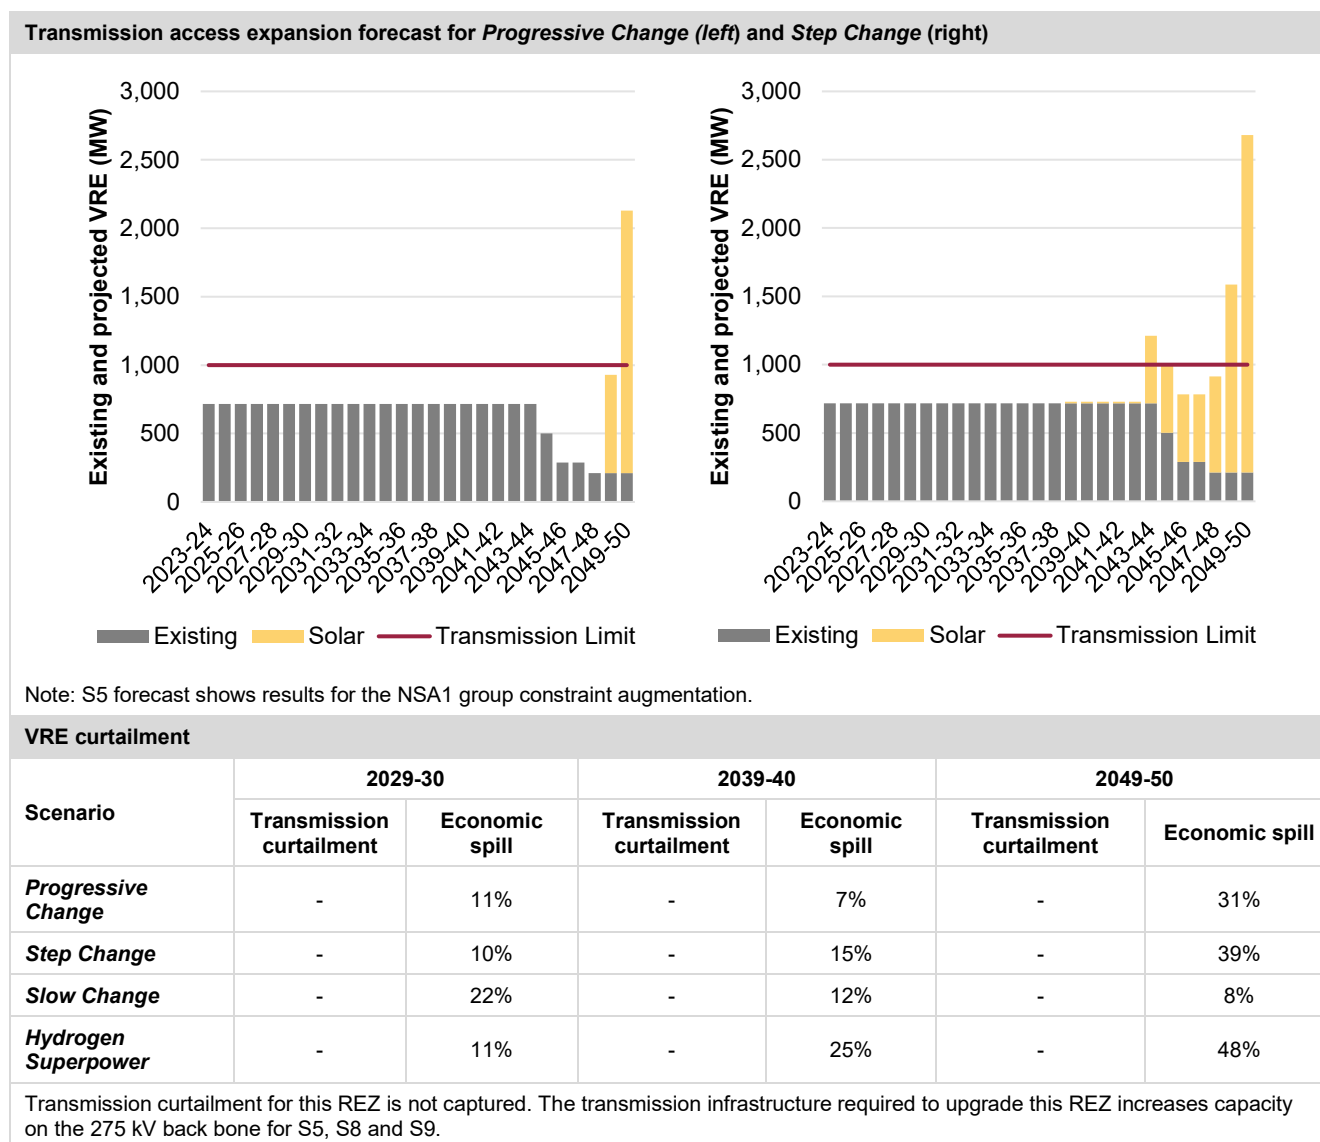 Transmission access expansion forecast for Progressive Change (left) and Step Change (right)
Existing and projected VRE (MW)
3,000
2,500
2,000
1,500
1,000
500
0
2023-24
2025-26
2027-28
2029-30
2031-32
2033-34
2035-36
2037-38
2039-40
2041-42
2043-44
2045-46
2047-48
2049-50
Existing Solar Transmission Limit
Existing and projected VRE (MW)
3,000
2,500
2,000
1,500
1,000
500
0
2023-24
2025-26
2027-28
2029-30
2031-32
2033-34
2035-36
2037-38
2039-40
2041-42
2043-44
2045-46
2047-48
2049-50
Existing Solar Transmission Limit
Note: S5 forecast shows results for the NSA1 group constraint augmentation.
VRE curtailment
Scenario 2029-30 2039-40 2049-50
Transmission curtailment Economic spill Transmission curtailment Economic spill Transmission curtailment Economic spill
Progressive Change - 11% - 7% - 31%
Step Change - 10% - 15% - 39%
Slow Change - 22% - 12% - 8%
Hydrogen Superpower - 11% - 25% - 48%
Transmission curtailment for this REZ is not captured. The transmission infrastructure required to upgrade this REZ increases capacity
on the 275 kV back bone for S5, S8 and S9.